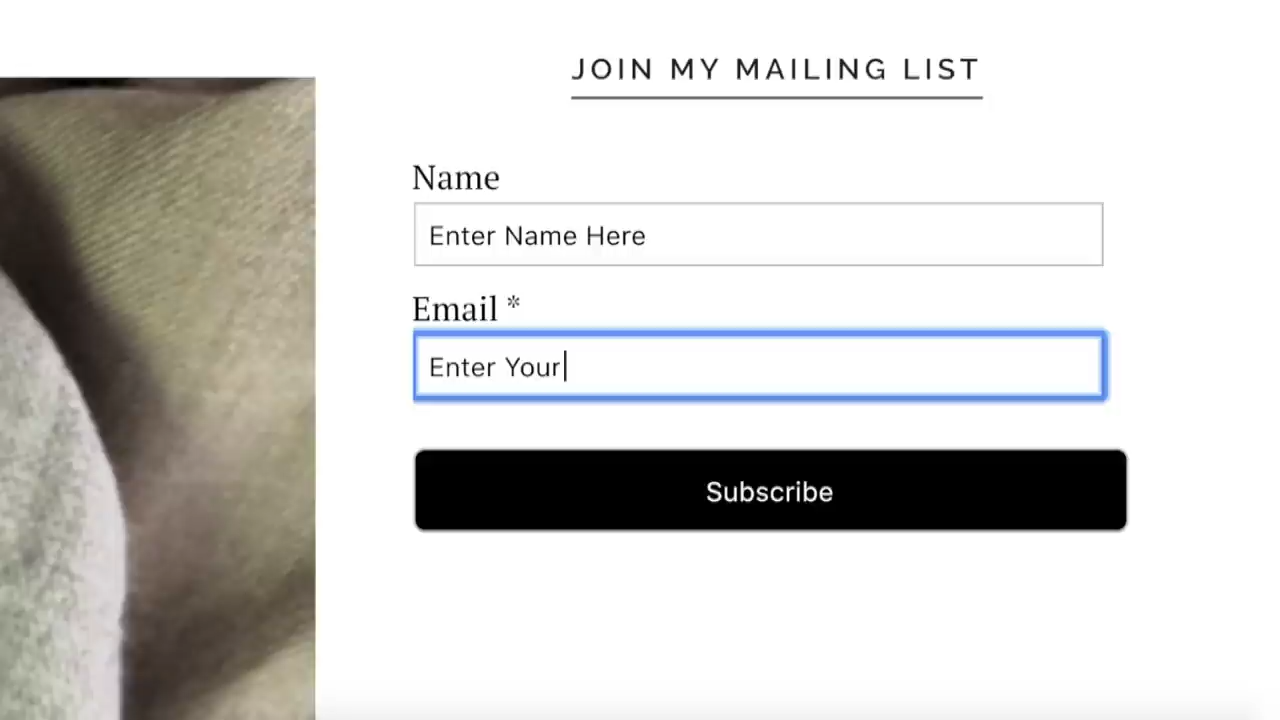 JOIN MY MAILING LIST
Name
Enter Name Here
Email *
Enter Your
Subscribe